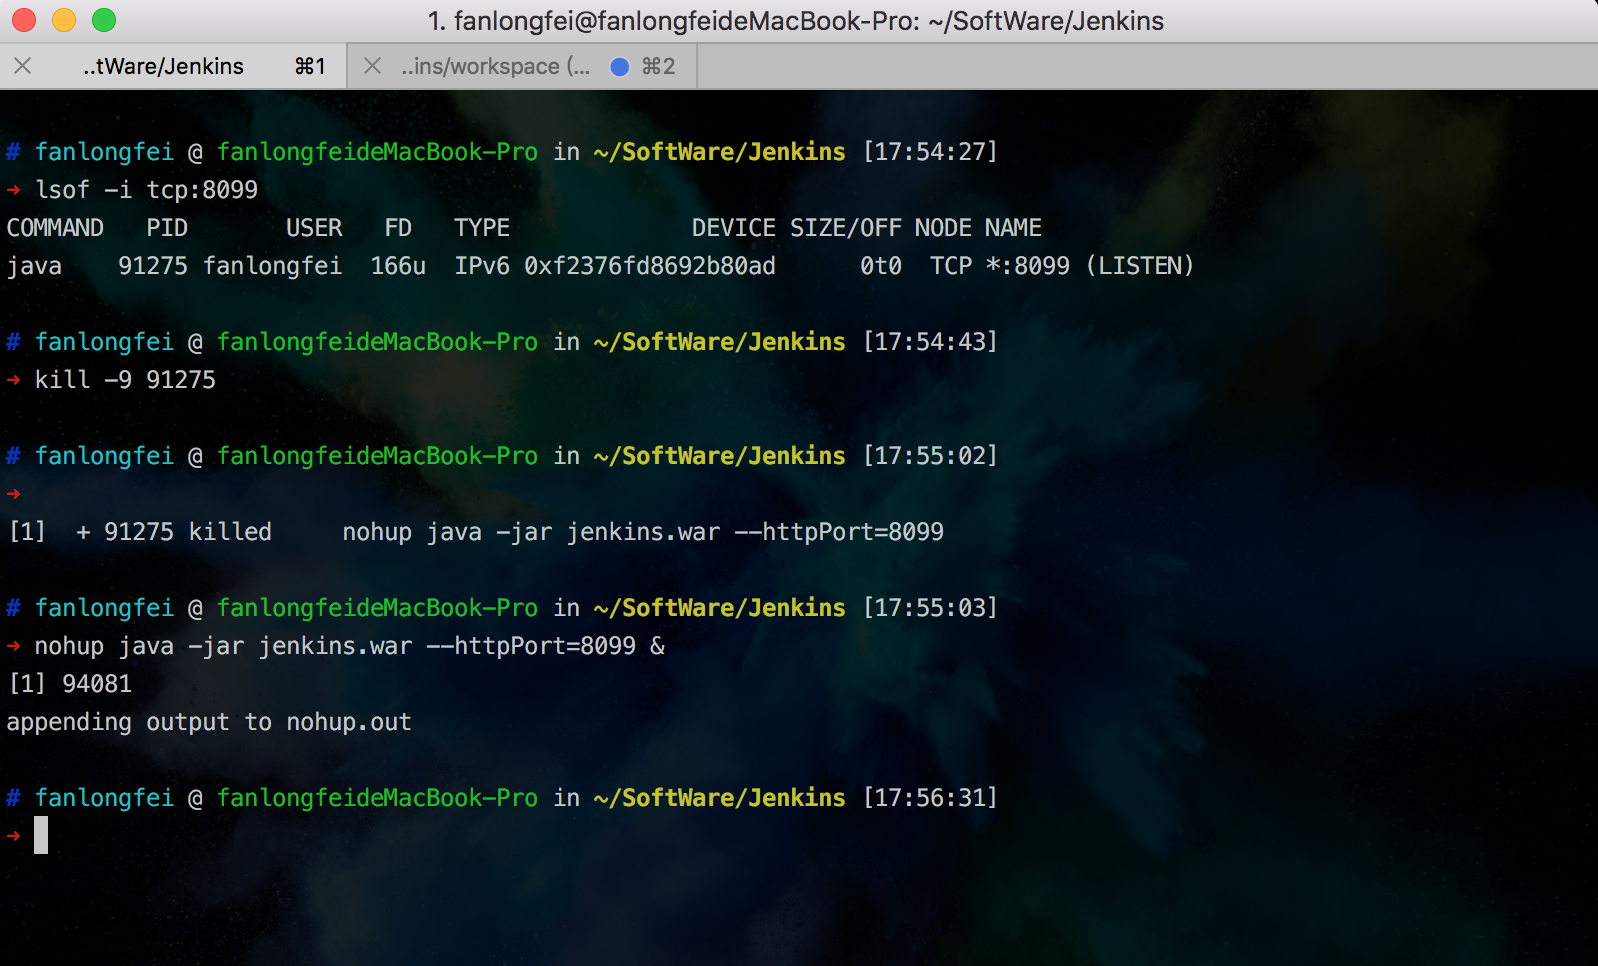 1. fanlongfei@fanlongfeideMacBook-Pro: ~/SoftWare/Jenkins
..tWare/Jenkins ⌘1 ..ins/workspace (... ⌘2
# fanlongfei @ fanlongfeideMacBook-Pro in ~/SoftWare/Jenkins [17:54:27]
→ lsof -i tcp:8099
COMMAND PID USER FD TYPE DEVICE SIZE/OFF NODE NAME
java 91275 fanlongfei 166u IPv6 0xf2376fd8692b80ad 0t0 TCP *:8099 (LISTEN)
# fanlongfei @ fanlongfeideMacBook-Pro in ~/SoftWare/Jenkins [17:54:43]
→ kill -9 91275
# fanlongfei @ fanlongfeideMacBook-Pro in ~/SoftWare/Jenkins [17:55:02]
→
[1] + 91275 killed nohup java -jar jenkins.war --httpPort=8099
# fanlongfei @ fanlongfeideMacBook-Pro in ~/SoftWare/Jenkins [17:55:03]
→ nohup java -jar jenkins.war --httpPort=8099 &
[1] 94081
appending output to nohup.out
# fanlongfei @ fanlongfeideMacBook-Pro in ~/SoftWare/Jenkins [17:56:31]
→